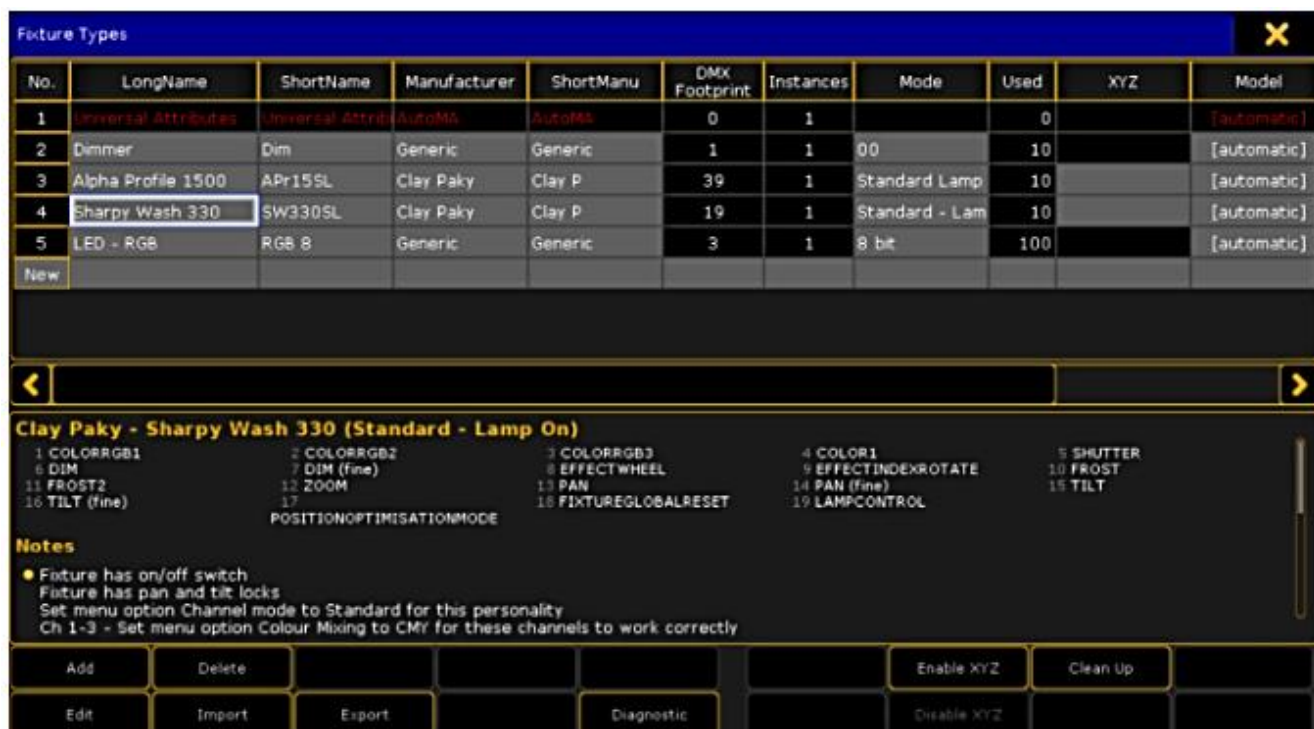 Fixture Types
No. LongName ShortName Manufacturer ShortManu DMX Footprint Instances Mode Used XYZ Model
1 Universal Attributes Universal Attrib AutoMA AutoMA 0 1 0 [automatic]
2 Dimmer Dim Generic Generic 1 1 00 10 [automatic]
3 Alpha Profile 1500 APr15SL Clay Paky Clay P 39 1 Standard Lamp 10 [automatic]
4 Sharpy Wash 330 SW330SL Clay Paky Clay P 19 1 Standard - Lam 10 [automatic]
5 LED - RGB RGB 8 Generic Generic 3 1 8 bit 100 [automatic]
New
Clay Paky - Sharpy Wash 330 (Standard - Lamp On)
1 COLORRGB1 2 COLORRGB2 3 COLORRGB3 4 COLOR1 5 SHUTTER
6 DIM 7 DIM (fine) 8 EFFECTWHEEL 9 EFFECTINDEXROTATE 10 FROST
11 FROST2 12 ZOOM 13 PAN 14 PAN (fine) 15 TILT
16 TILT (fine) 17 18 FIXTUREGLOBALRESET 19 LAMPCONTROL
POSITIONOPTIMISATIONMODE
Notes
Fixture has on/off switch
Fixture has pan and tilt locks
Set menu option Channel mode to Standard for this personality
Ch 1-3 - Set menu option Colour Mixing to CMY for these channels to work correctly
Add Delete Enable XYZ Clean Up
Edit Import Export Diagnostic Disable XYZ